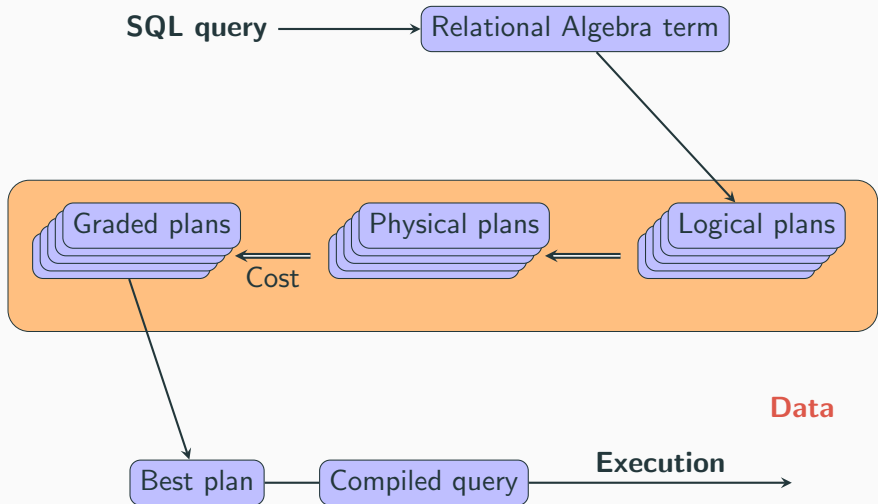 SQL query
Relational Algebra term
Graded plans
Physical plans
Logical plans
Cost
Data
Best plan
Compiled query
Execution